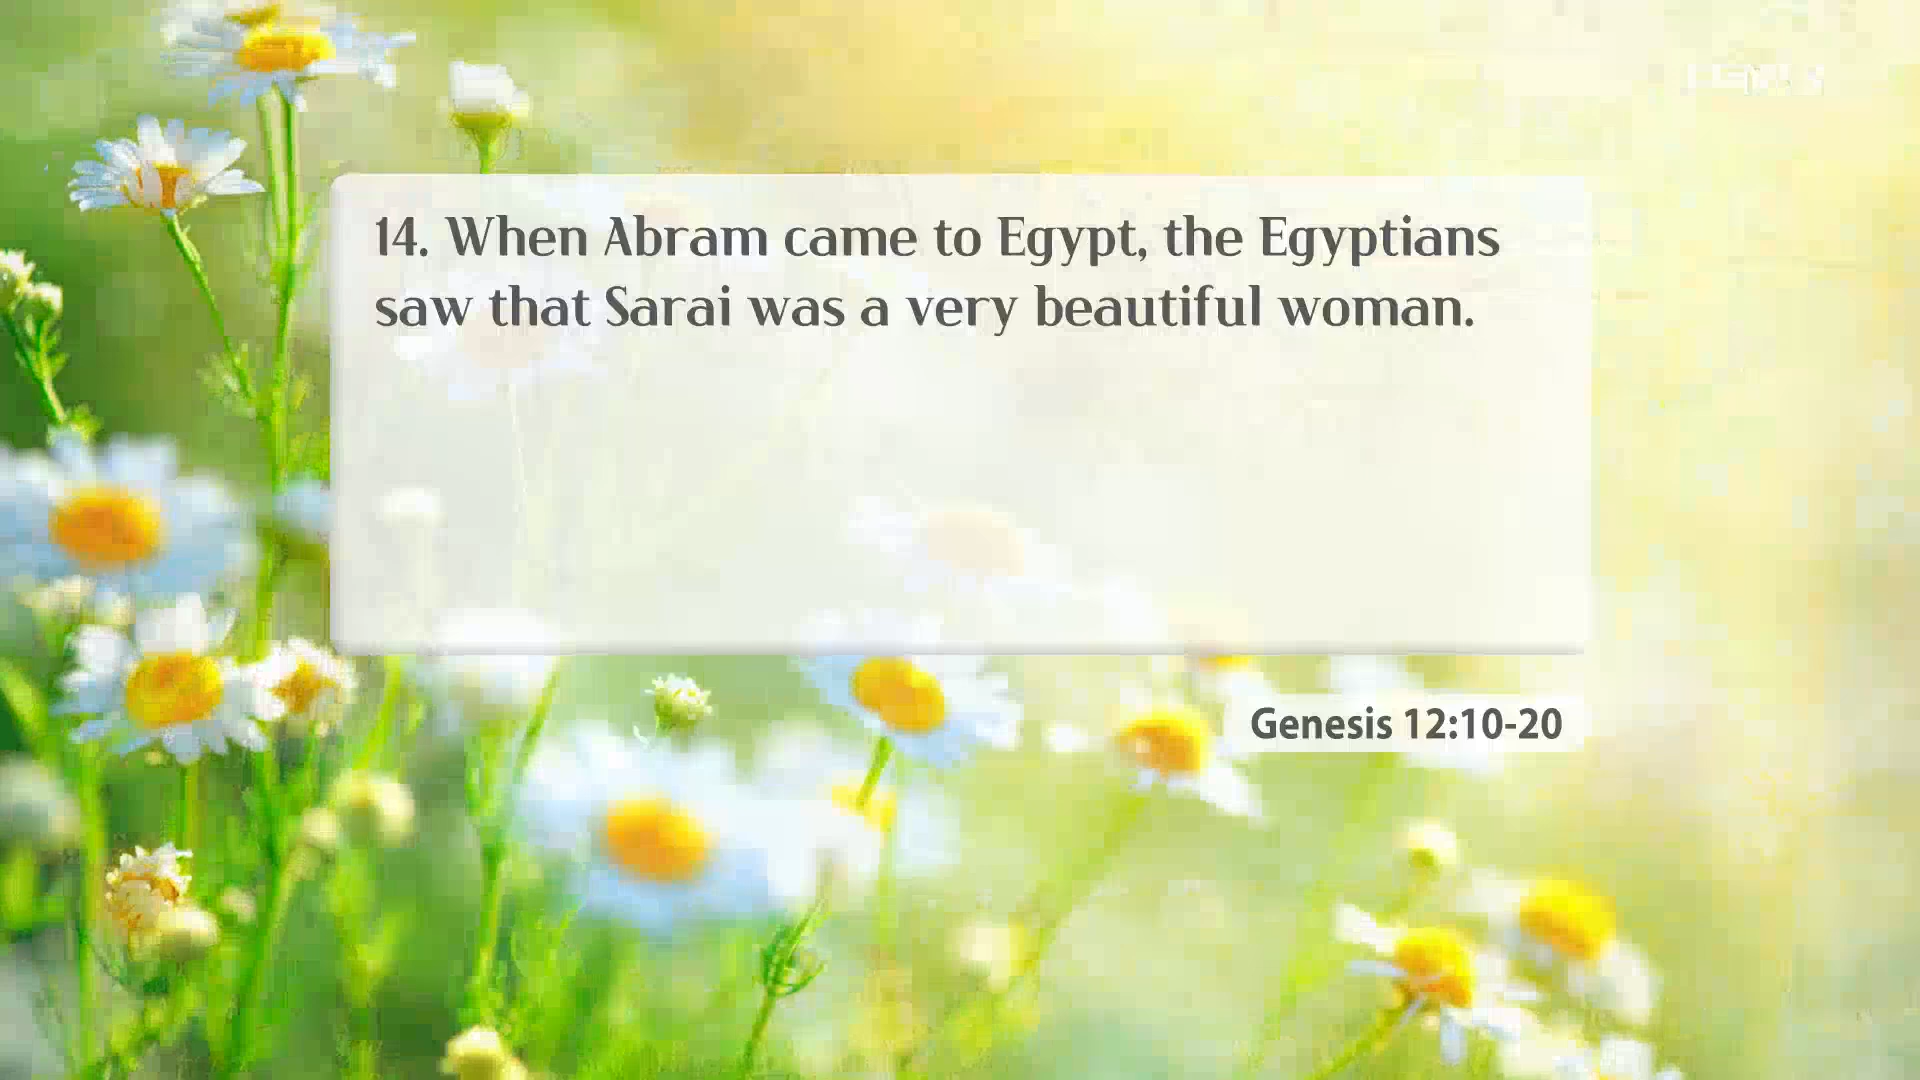 14. When Abram came to Egypt, the Egyptians
saw that Sarai was a very beautiful woman.
Genesis 12:10-20